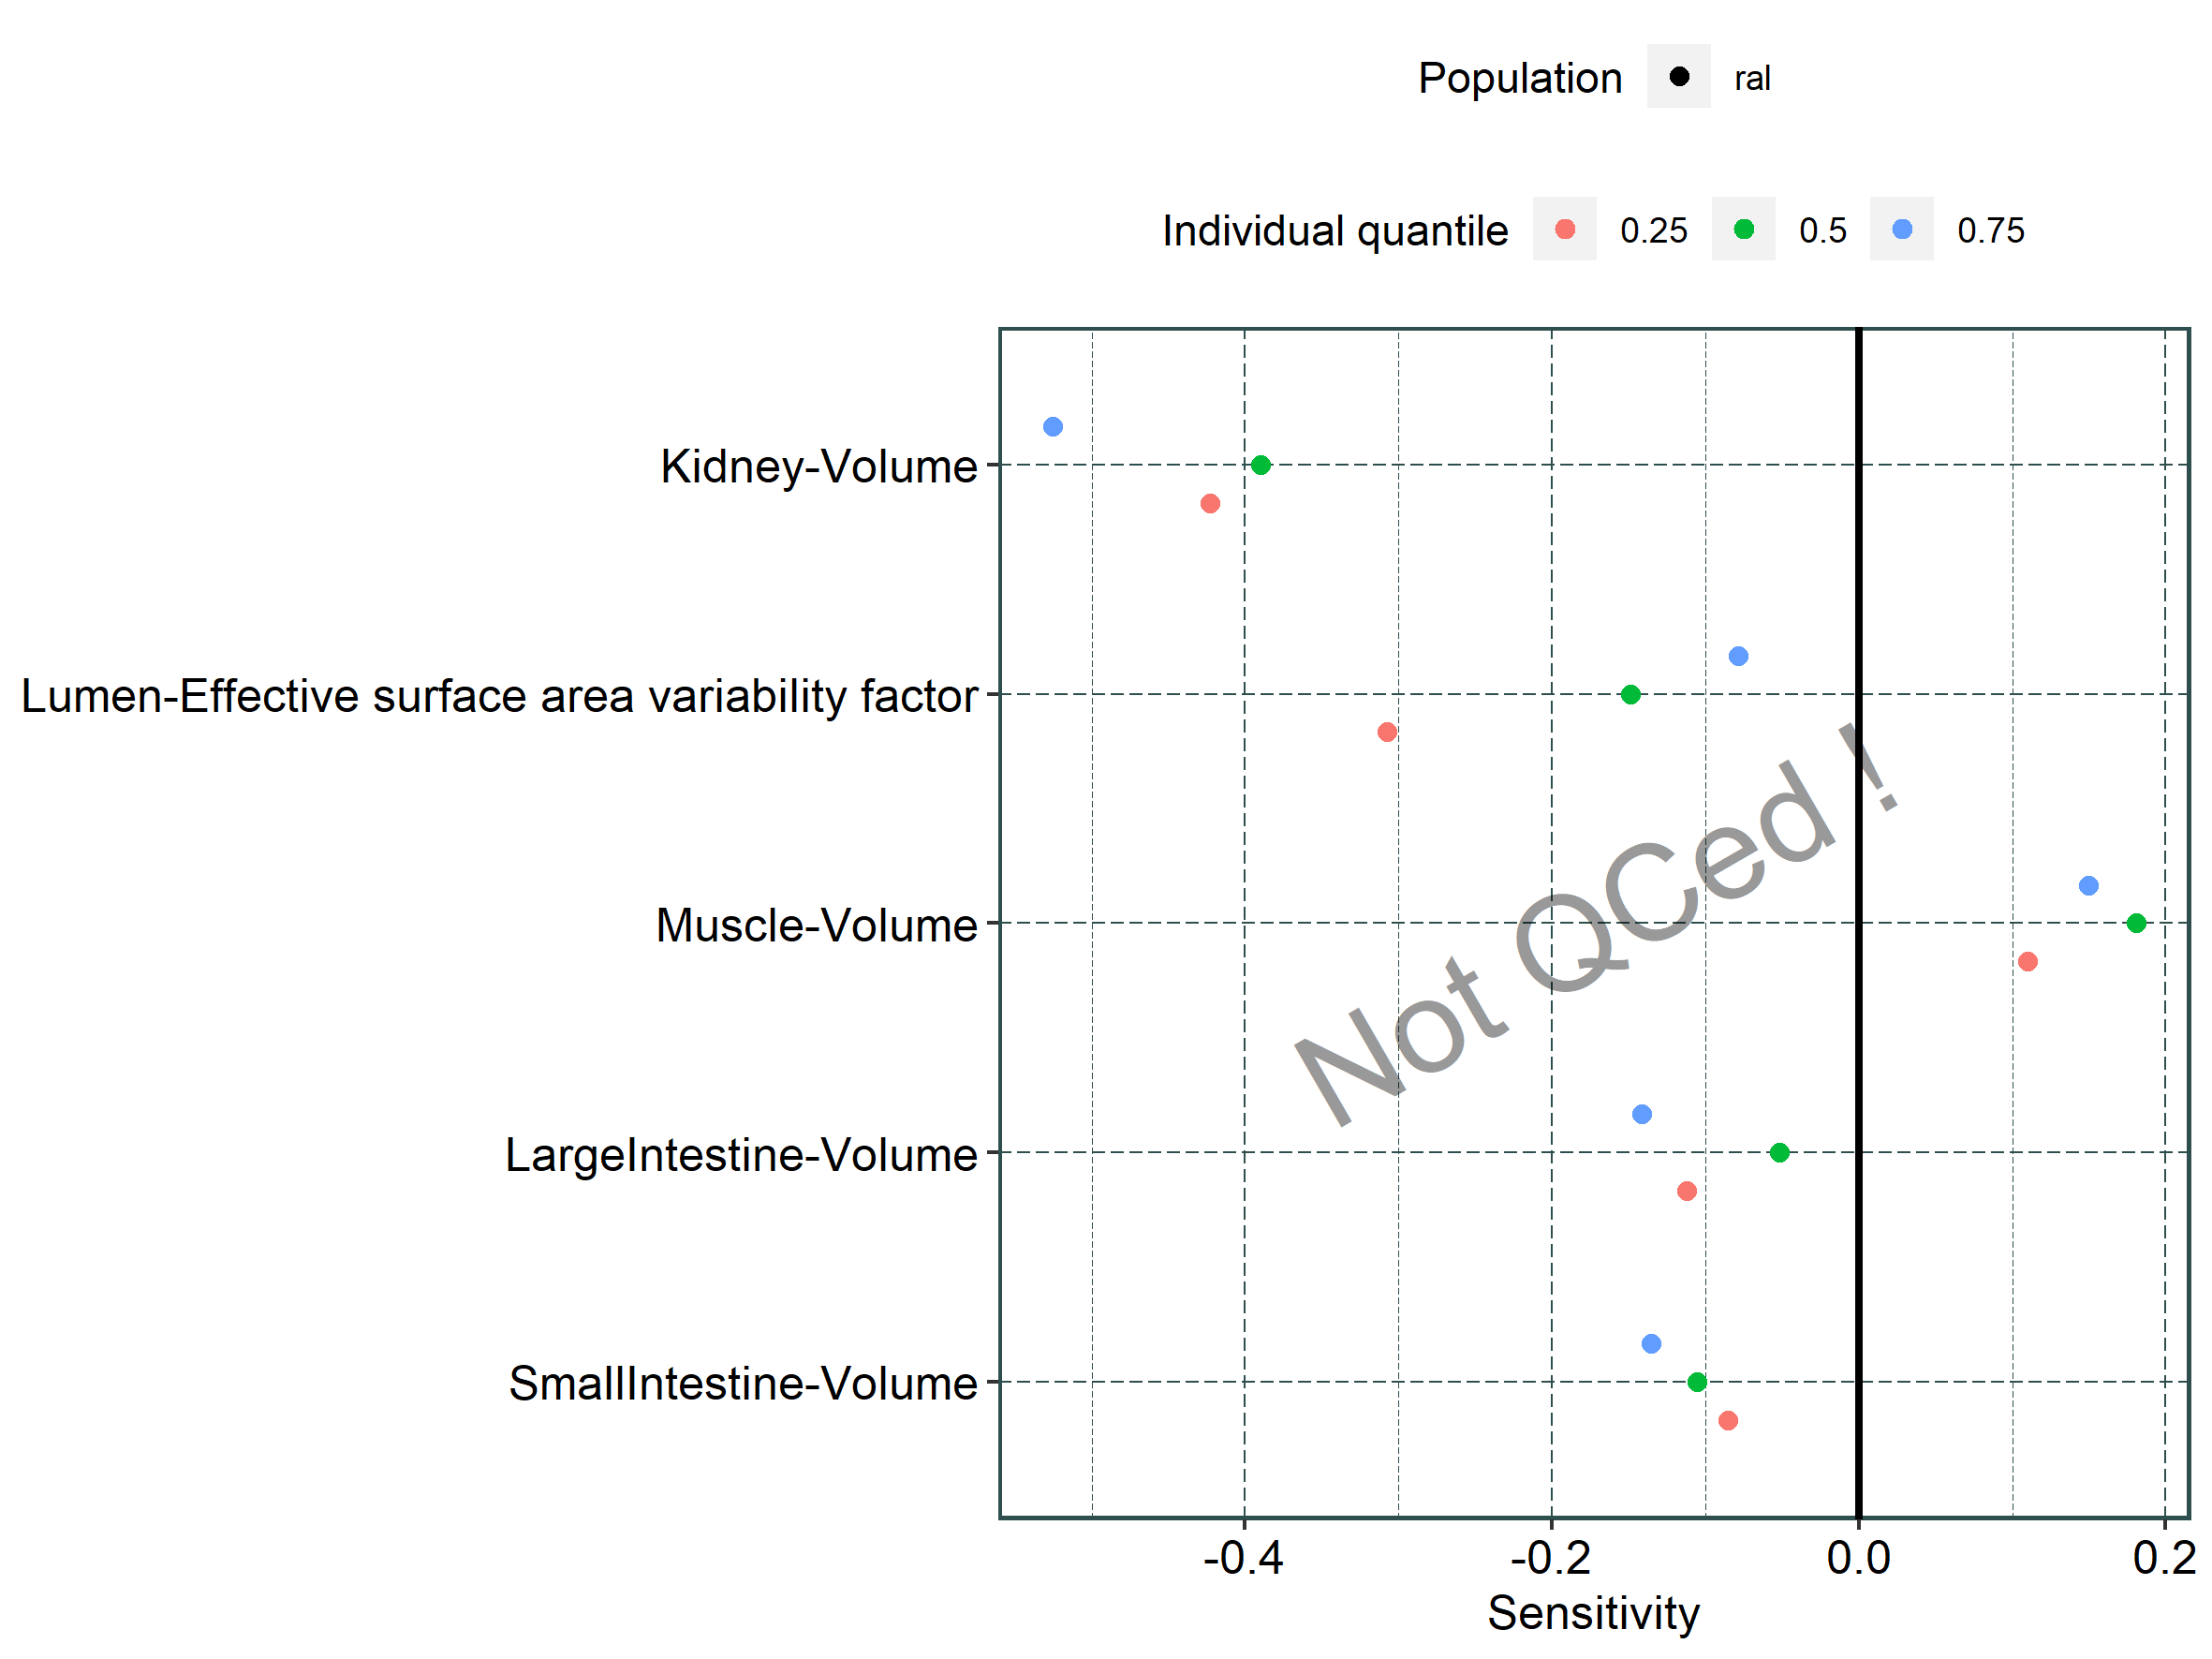 Population ral
Individual quantile 0.25 0.5 0.75
Kidney-Volume
Lumen-Effective surface area variability factor
Muscle-Volume
LargeIntestine-Volume
SmallIntestine-Volume
Not QCed !
-0.4 -0.2 0.0 0.2
Sensitivity